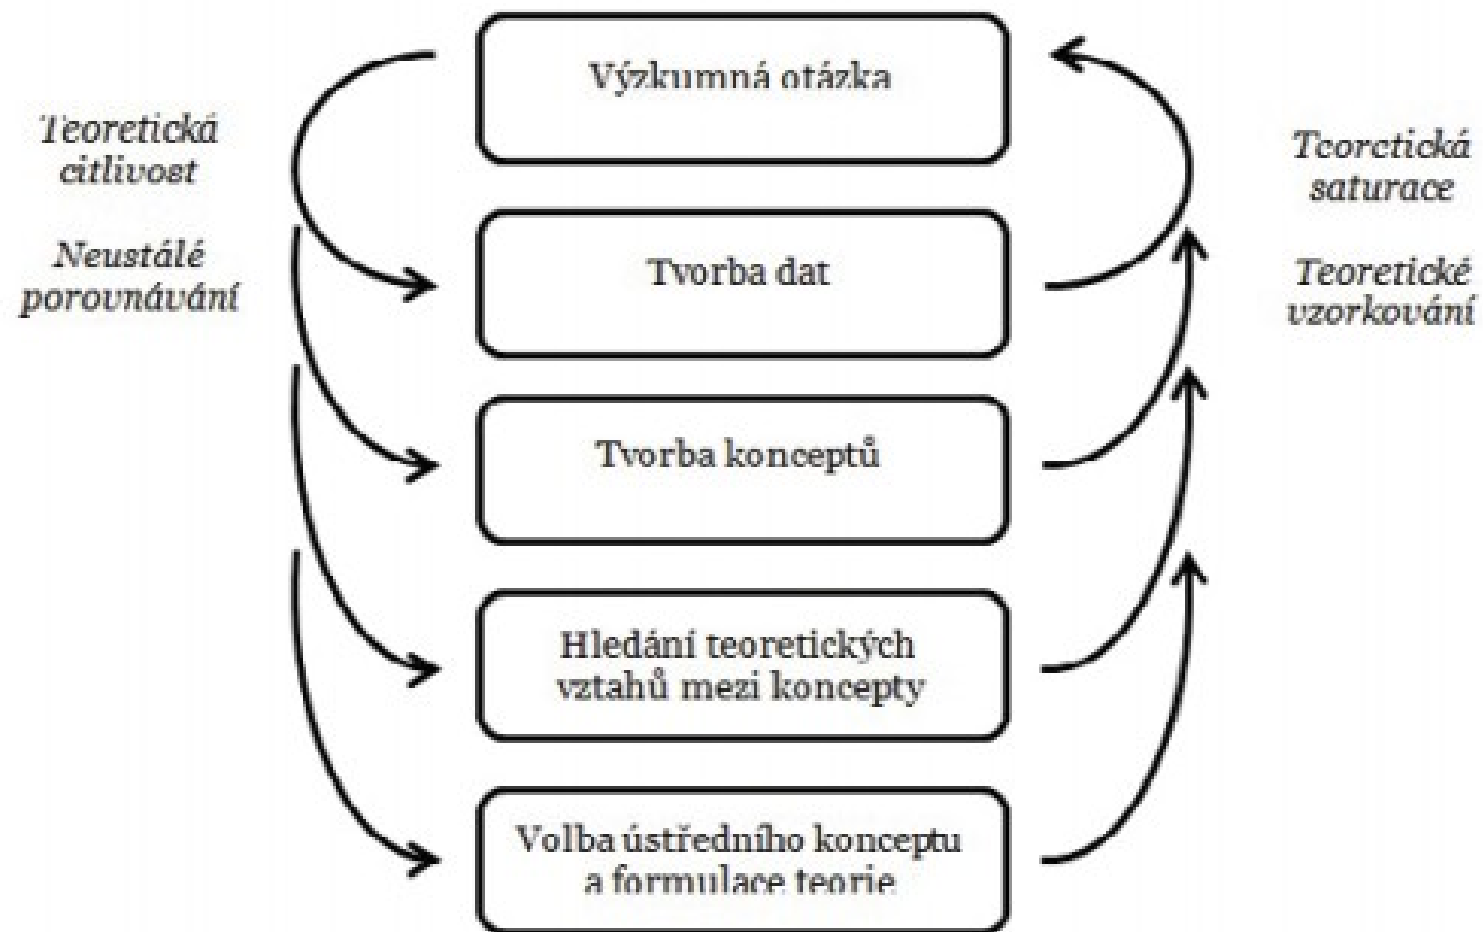 Výzkumná otázka
Teoretická
citlivost
Neustálé
porovnávání
Teoretická
saturace
Teoretické
vzorkování
Tvorba dat
Tvorba konceptů
Hledání teoretických
vztahů mezi koncepty
Volba ústředního konceptu
a formulace teorie